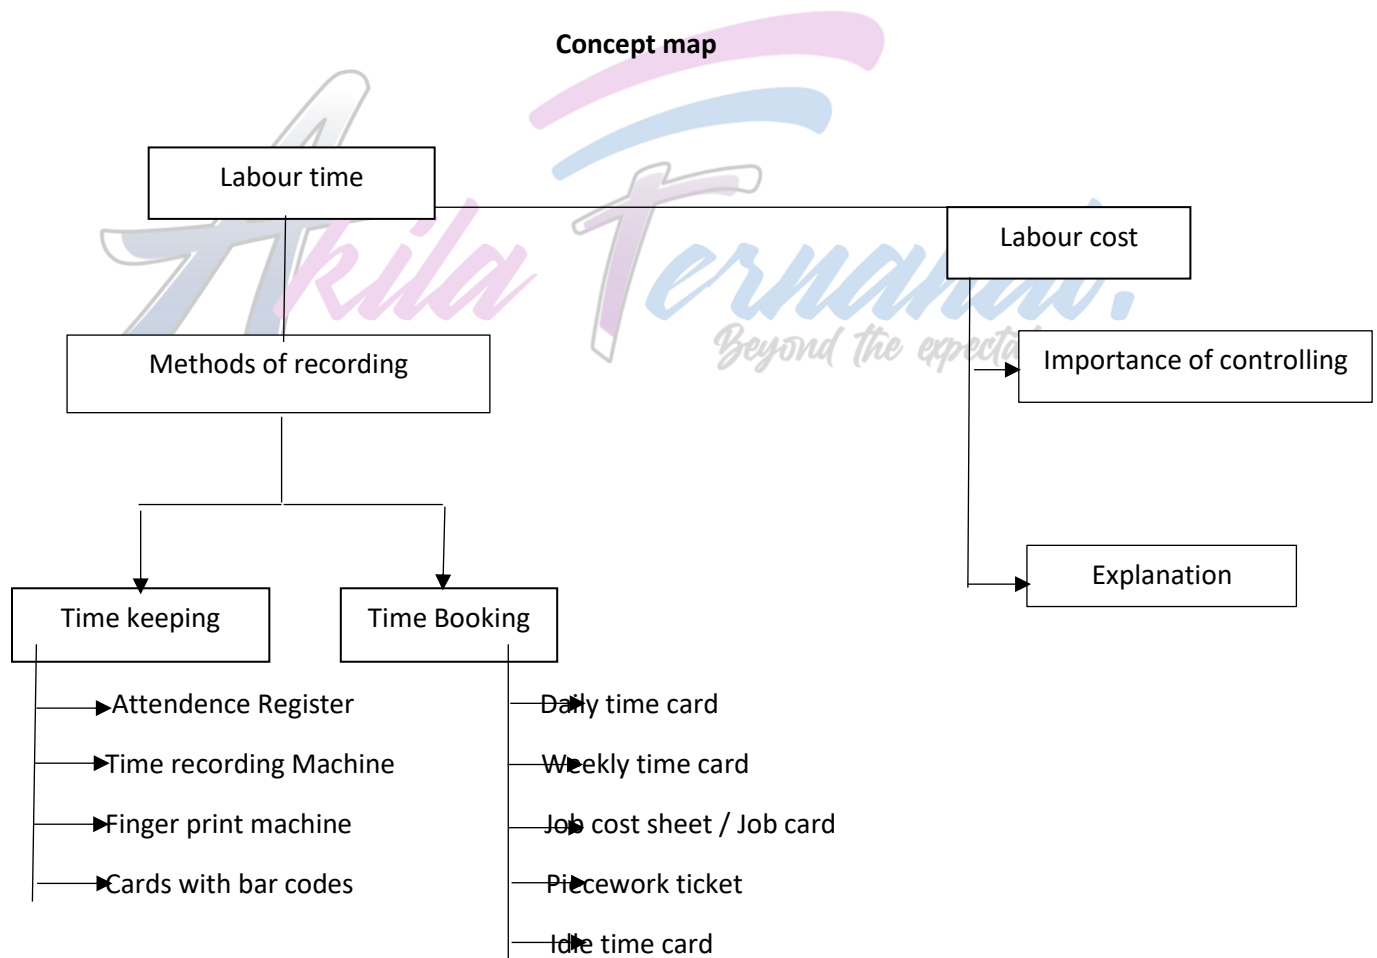 Concept map
Labour time
Labour cost
Akila Fernando.
Beyond the
Methods of recording
Importance of controlling
Explanation
Time keeping
Time Booking
Attendence Register
Daily time card
Time recording Machine
Weekly time card
Finger print machine
Job cost sheet / Job card
Cards with bar codes
Piecework ticket
Idle time card